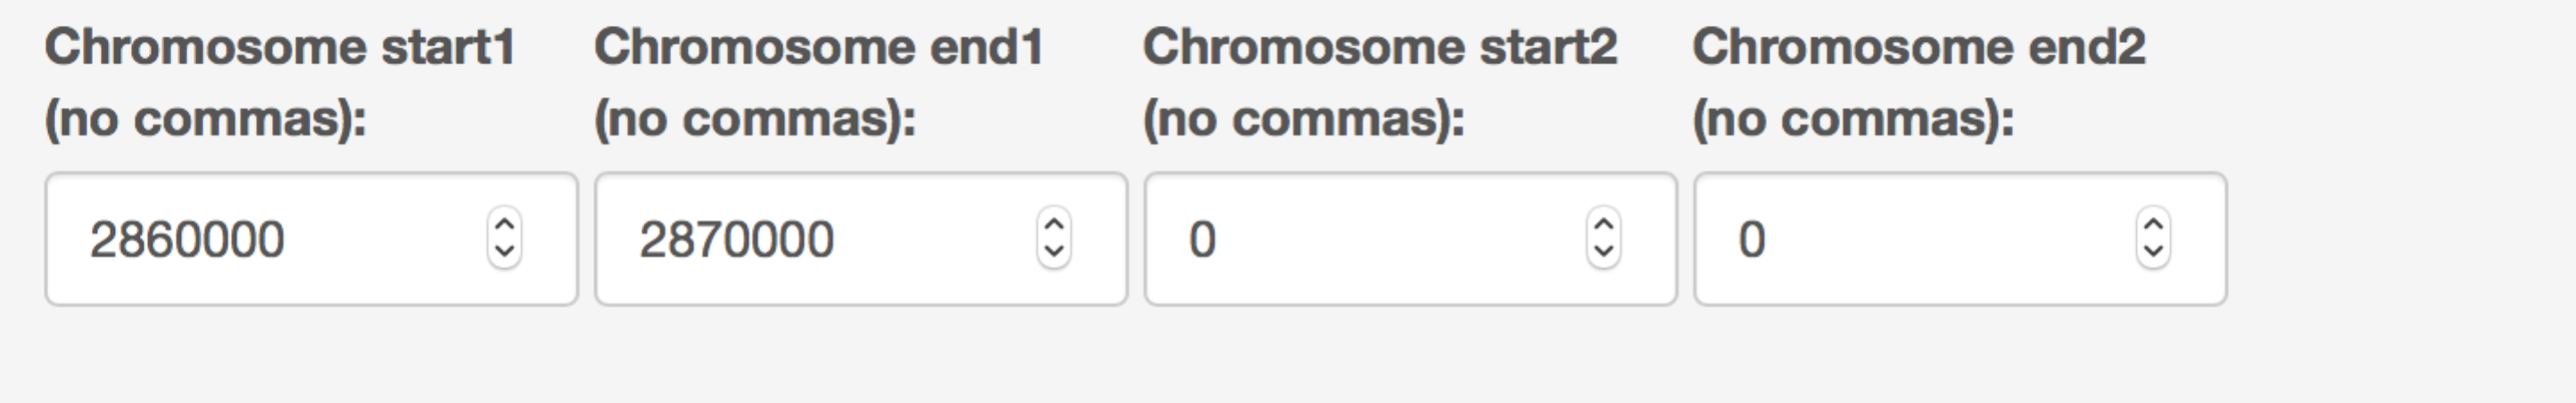 Chromosome start1 Chromosome end1 Chromosome start2 Chromosome end2
(no commas): (no commas): (no commas): (no commas):
2860000 2870000 0 0